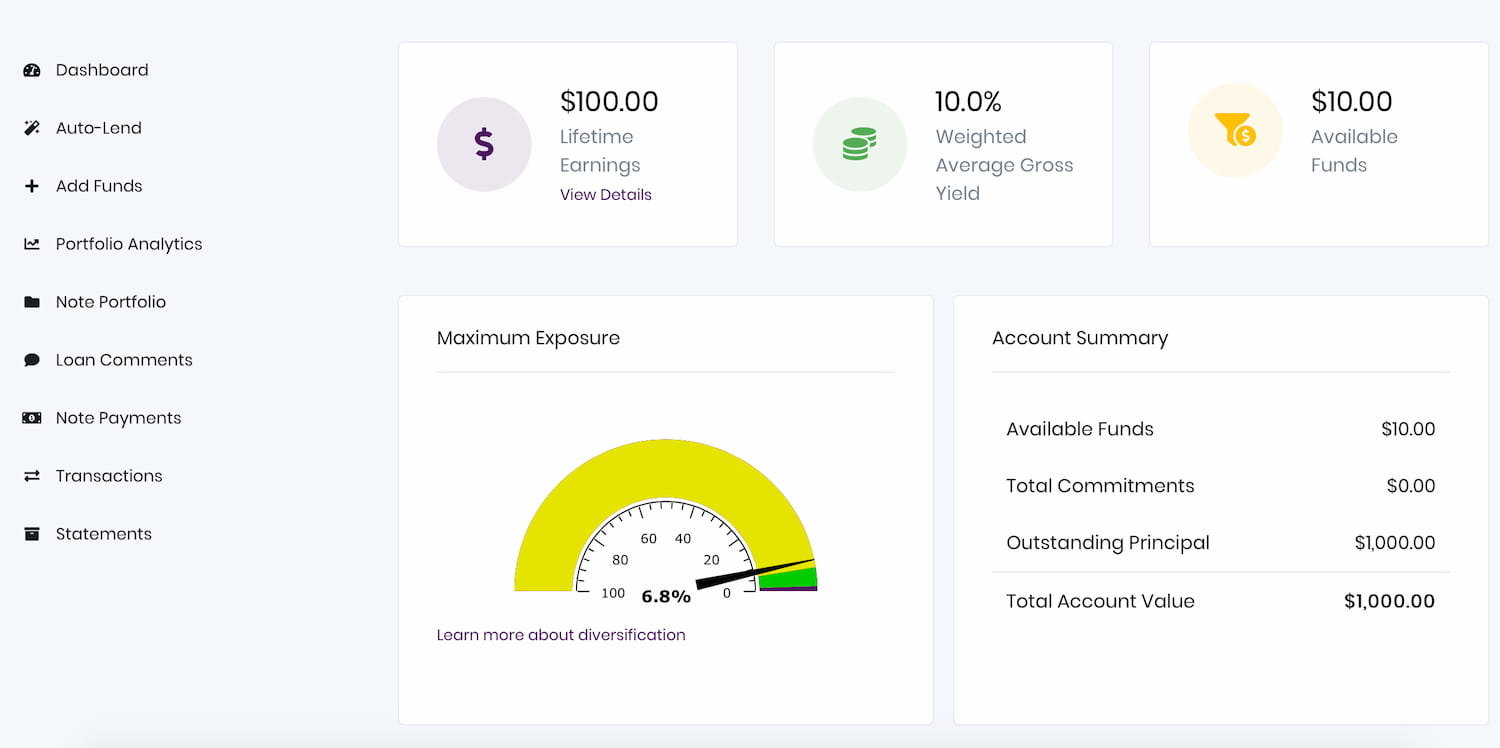 Dashboard
Auto-Lend
Add Funds
Portfolio Analytics
Note Portfolio
Loan Comments
Note Payments
Transactions
Statements
$100.00
Lifetime
Earnings
View Details
10.0%
Weighted
Average Gross
Yield
$10.00
Available
Funds
Maximum Exposure
60 40
80 20
100 6.8% 0
Learn more about diversification
Account Summary
Available Funds $10.00
Total Commitments $0.00
Outstanding Principal $1,000.00
Total Account Value $1,000.00